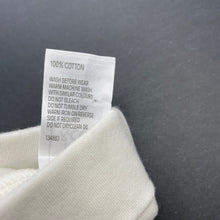 100% COTTON
WASH BEFORE WEAR
WARM MACHINE WASH
WITH SIMILAR COLOURS
DO NOT BLEACH
DO NOT TUMBLE DRY
WARM IRON ON REVERSE
SIDE IF REQUIRED
DO NOT DRYCLEAN